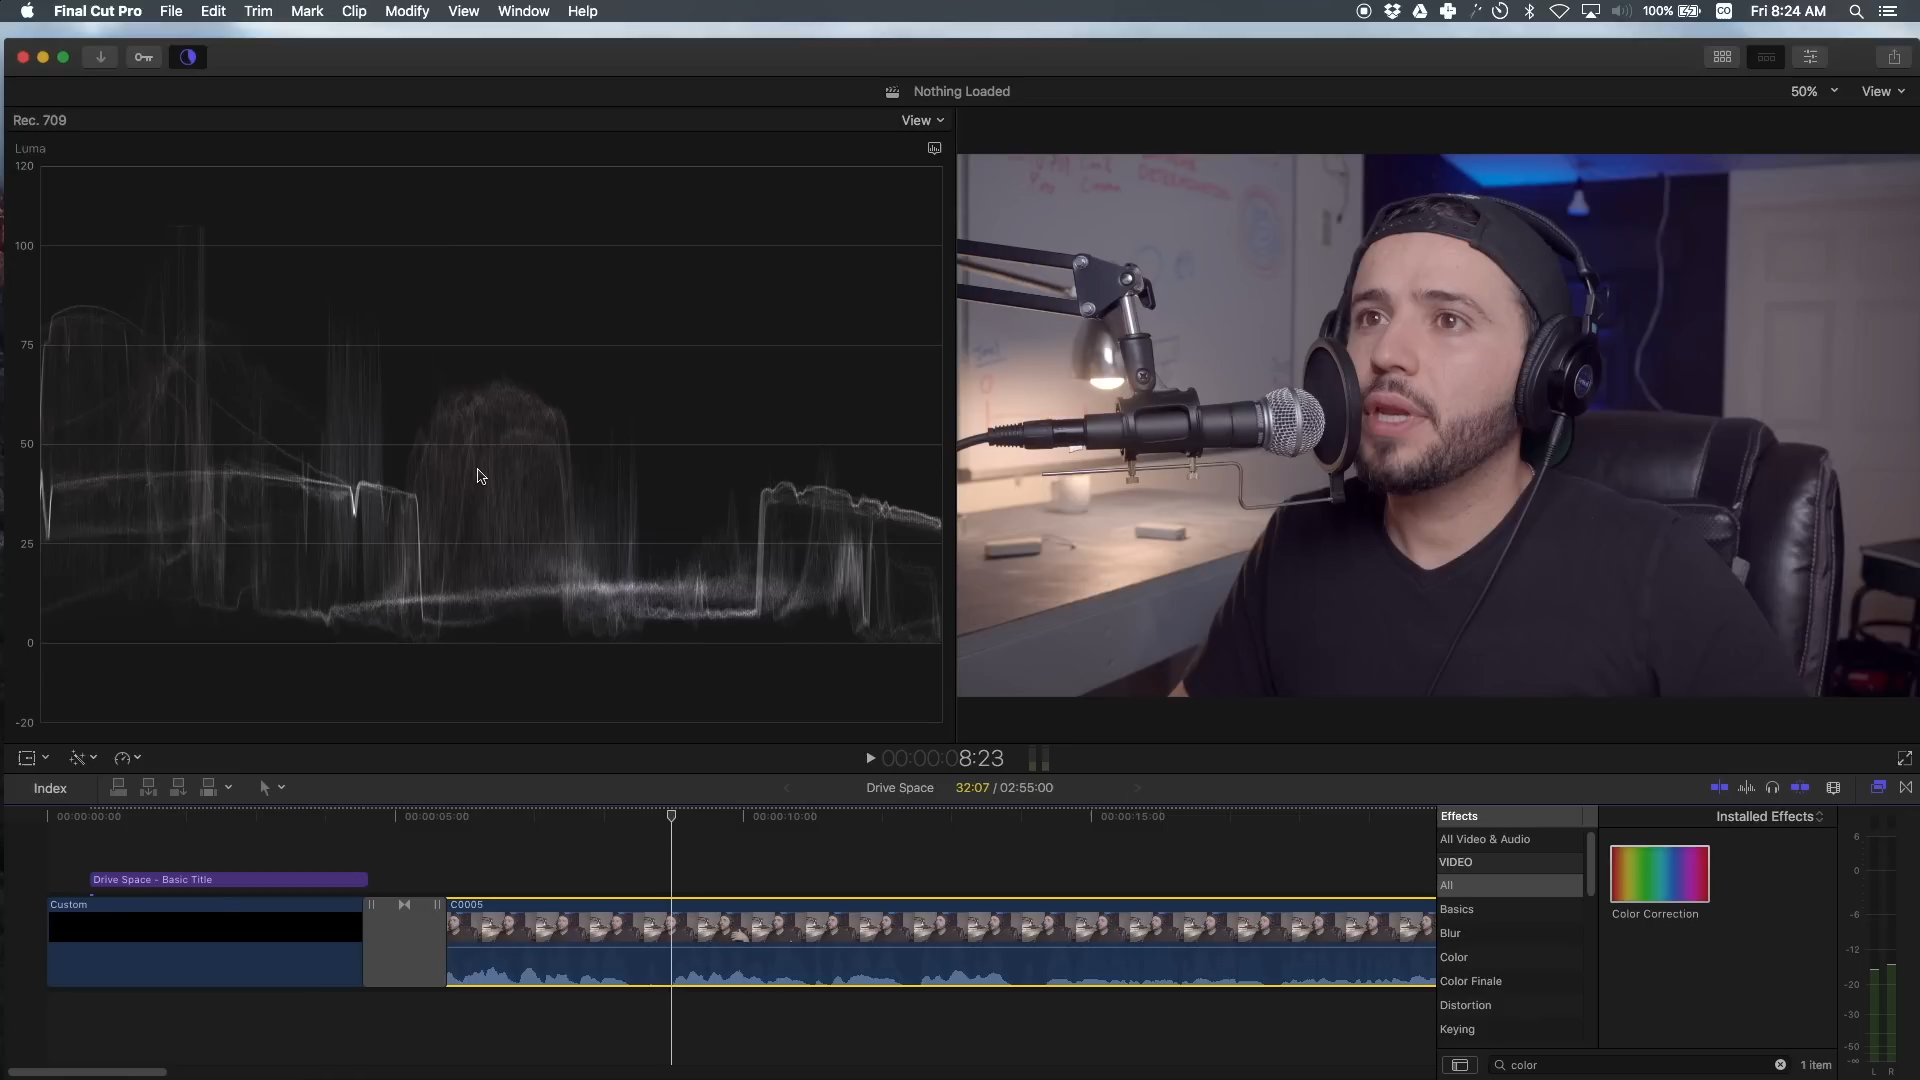 Final Cut Pro File Edit Trim Mark Clip Modify View Window Help 100% Fri 8:24 AM
Nothing Loaded 50% View
Rec. 709 View
Luma
120
100
75
50
25
0
-20
00:00:08:23
Index Drive Space 32:07 / 02:55:00
00:00:00:00 00:00:05:00 00:00:10:00 00:00:15:00
Drive Space - Basic Title
Custom C0005
Effects Installed Effects
All Video & Audio
VIDEO
All
Basics
Blur
Color
Color Finale
Distortion
Keying
Color Correction
color 1 item
6
0
-6
-12
-20
-30
-50
-∞
L R